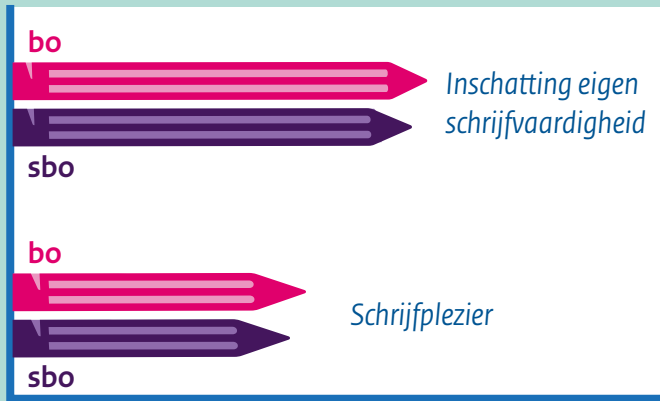 bo
Inschatting eigen
schrijfvaardigheid
sbo
bo
Schrijfplezier
sbo